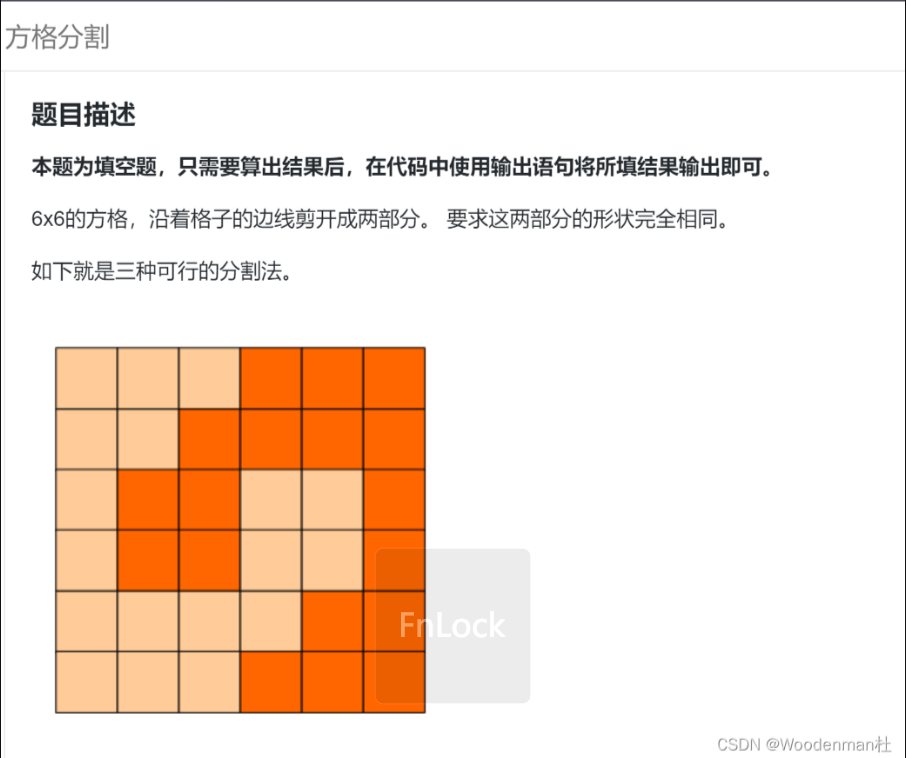 方格分割
题目描述
本题为填空题，只需要算出结果后，在代码中使用输出语句将所填结果输出即可。
6x6的方格，沿着格子的边线剪开成两部分。 要求这两部分的形状完全相同。
如下就是三种可行的分割法。
FnLock
CSDN @Woodenman杜